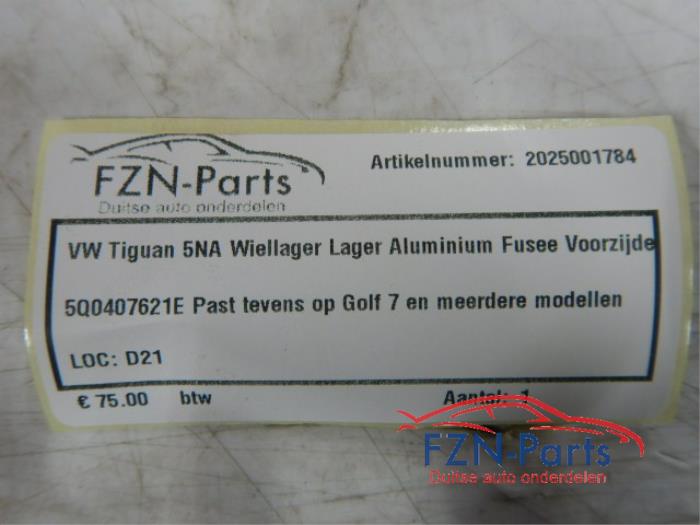 FZN-Parts
Duitse auto onderdelen
Artikelnummer: 2025001784
VW Tiguan 5NA Wiellager Lager Aluminium Fusee Voorzijde
5Q0407621E Past tevens op Golf 7 en meerdere modellen
LOC: D21
€ 75.00 btw
Aantal: 1
FZN-Parts
Duitse auto onderdelen